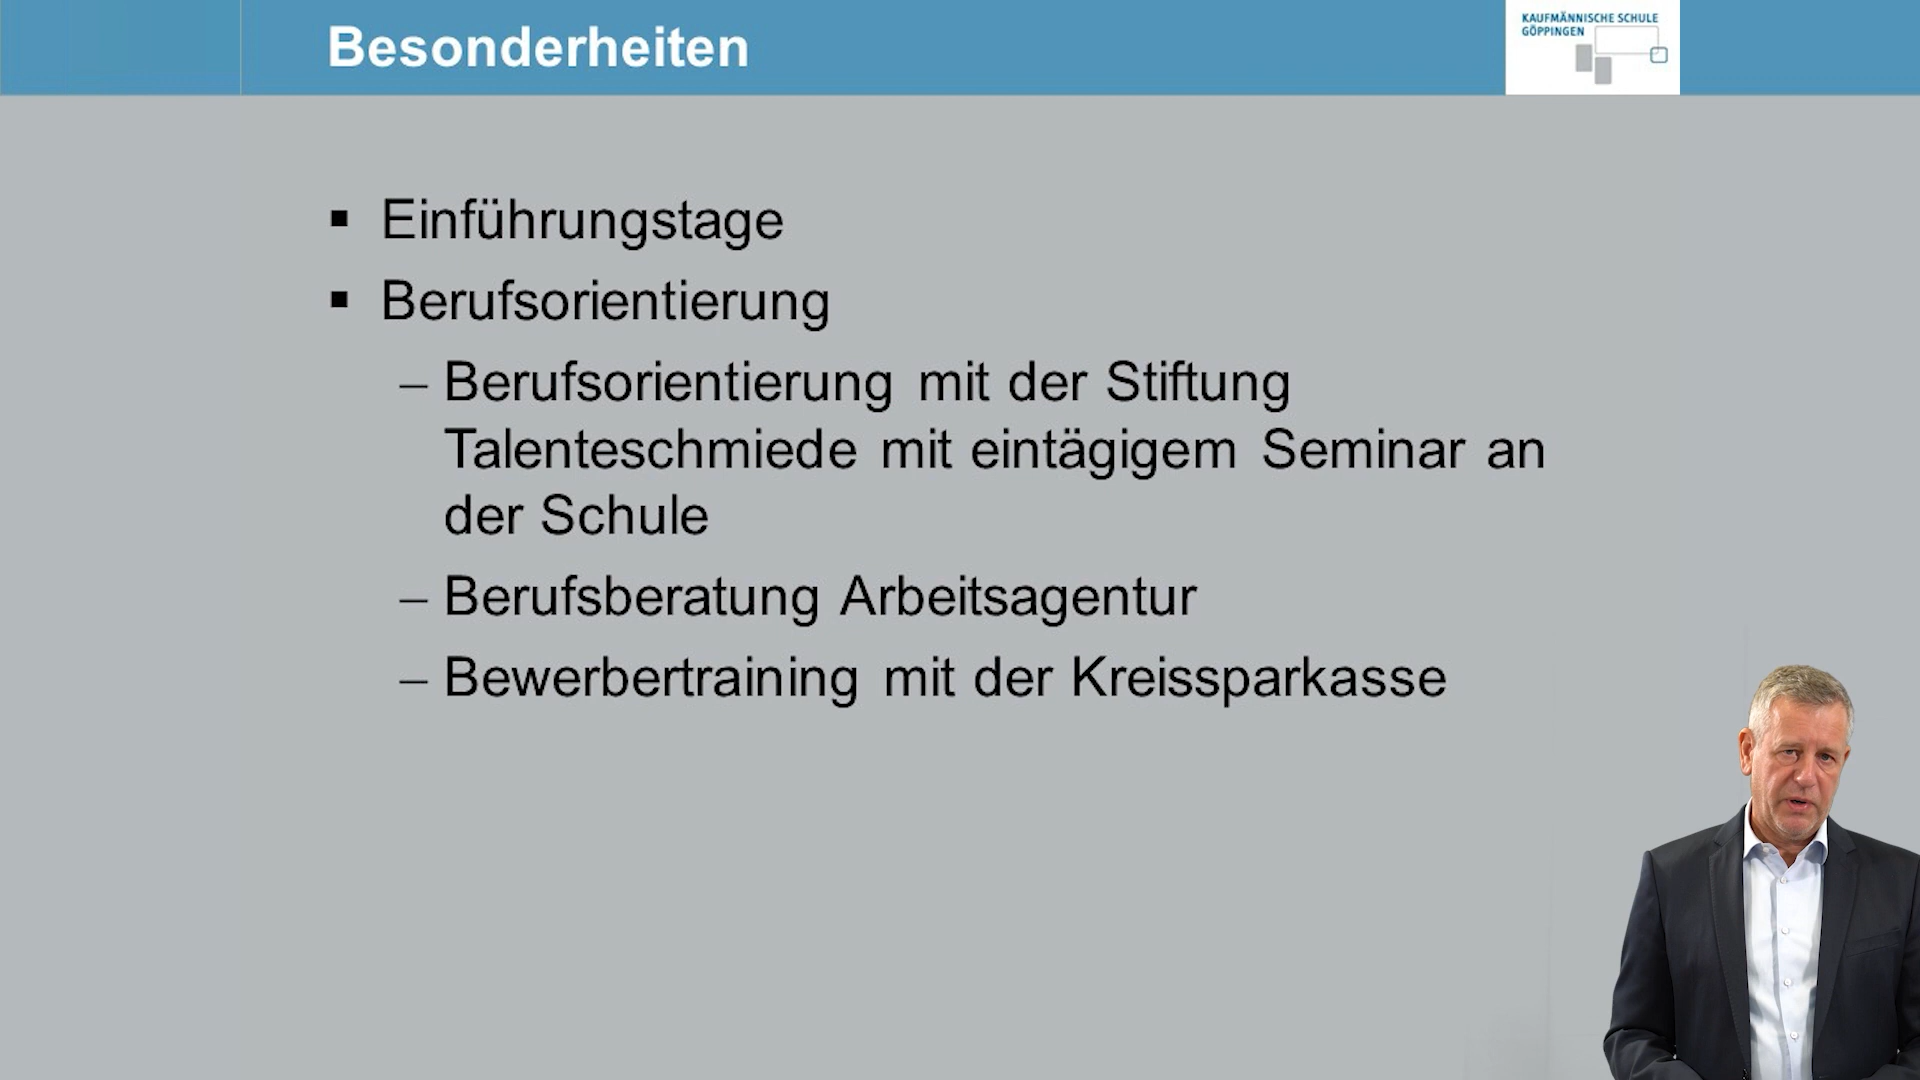 Besonderheiten
KAUFMÄNNISCHE SCHULE
GÖPPINGEN
▪ Einführungstage
▪ Berufsorientierung
– Berufsorientierung mit der Stiftung
Talenteschmiede mit eintägigem Seminar an
der Schule
– Berufsberatung Arbeitsagentur
– Bewerbertraining mit der Kreissparkasse